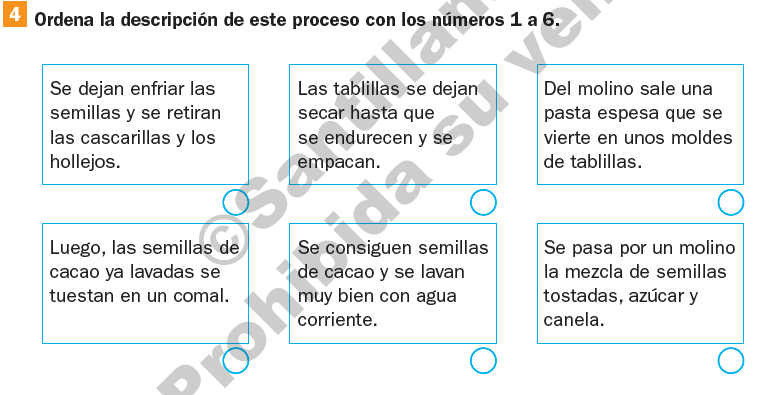 4 Ordena la descripción de este proceso con los números 1 a 6.
Se dejan enfriar las
semillas y se retiran
las cascarillas y los
hollejos.
Las tablillas se dejan
secar hasta que
se endurecen y se
empacan.
Del molino sale una
pasta espesa que se
vierte en unos moldes
de tablillas.
Luego, las semillas de
cacao ya lavadas se
tuestan en un comal.
Se consiguen semillas
de cacao y se lavan
muy bien con agua
corriente.
Se pasa por un molino
la mezcla de semillas
tostadas, azúcar y
canela.
©Santillana
Prohibida su ven